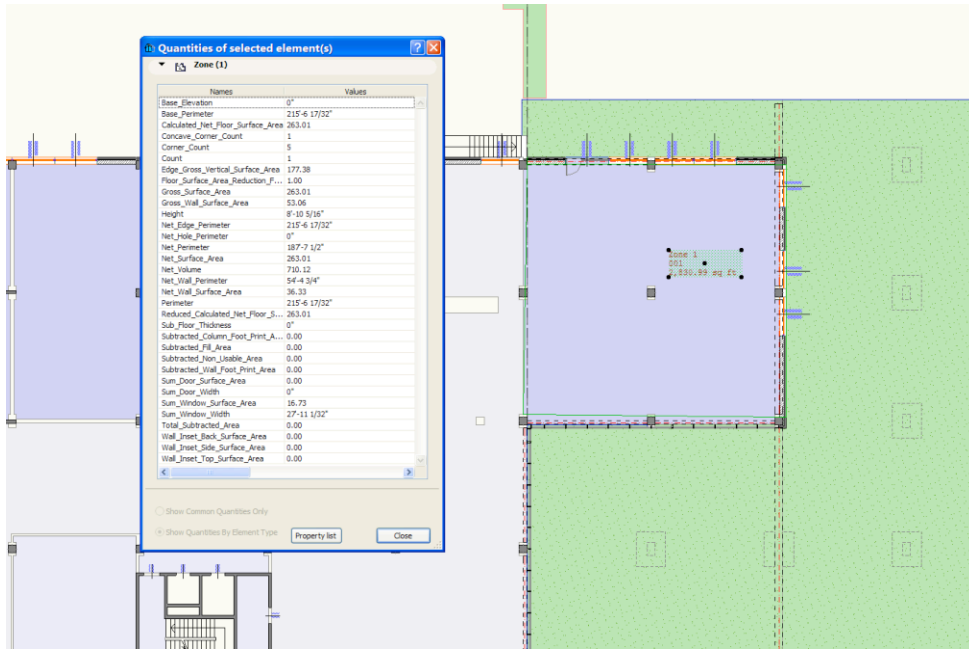 Quantities of selected element(s)
Zone (1)
Names Values
Base_Elevation 0"
Base_Perimeter 215'-6 17/32"
Calculated_Net_Floor_Surface_Area 263.01
Concave_Corner_Count 1
Corner_Count 5
Count 1
Edge_Gross_Vertical_Surface_Area 177.38
Floor_Surface_Area_Reduction_F... 1.00
Gross_Surface_Area 263.01
Gross_Wall_Surface_Area 53.06
Height 8'-10 5/16"
Net_Edge_Perimeter 215'-6 17/32"
Net_Hole_Perimeter 0"
Net_Perimeter 187'-7 1/2"
Net_Surface_Area 263.01
Net_Volume 710.12
Net_Wall_Perimeter 54'-4 3/4"
Net_Wall_Surface_Area 36.33
Perimeter 215'-6 17/32"
Reduced_Calculated_Net_Floor_S... 263.01
Sub_Floor_Thickness 0"
Subtracted_Column_Foot_Print_A... 0.00
Subtracted_Fill_Area 0.00
Subtracted_Non_Usable_Area 0.00
Subtracted_Wall_Foot_Print_Area 0.00
Sum_Door_Surface_Area 0.00
Sum_Door_Width 0"
Sum_Window_Surface_Area 16.73
Sum_Window_Width 27'-11 1/32"
Total_Subtracted_Area 0.00
Wall_Inset_Back_Surface_Area 0.00
Wall_Inset_Side_Surface_Area 0.00
Wall_Inset_Top_Surface_Area 0.00
Show Common Quantities Only
Show Quantities By Element Type
Property list Close
Zone 1
001
2,830.89 sq ft